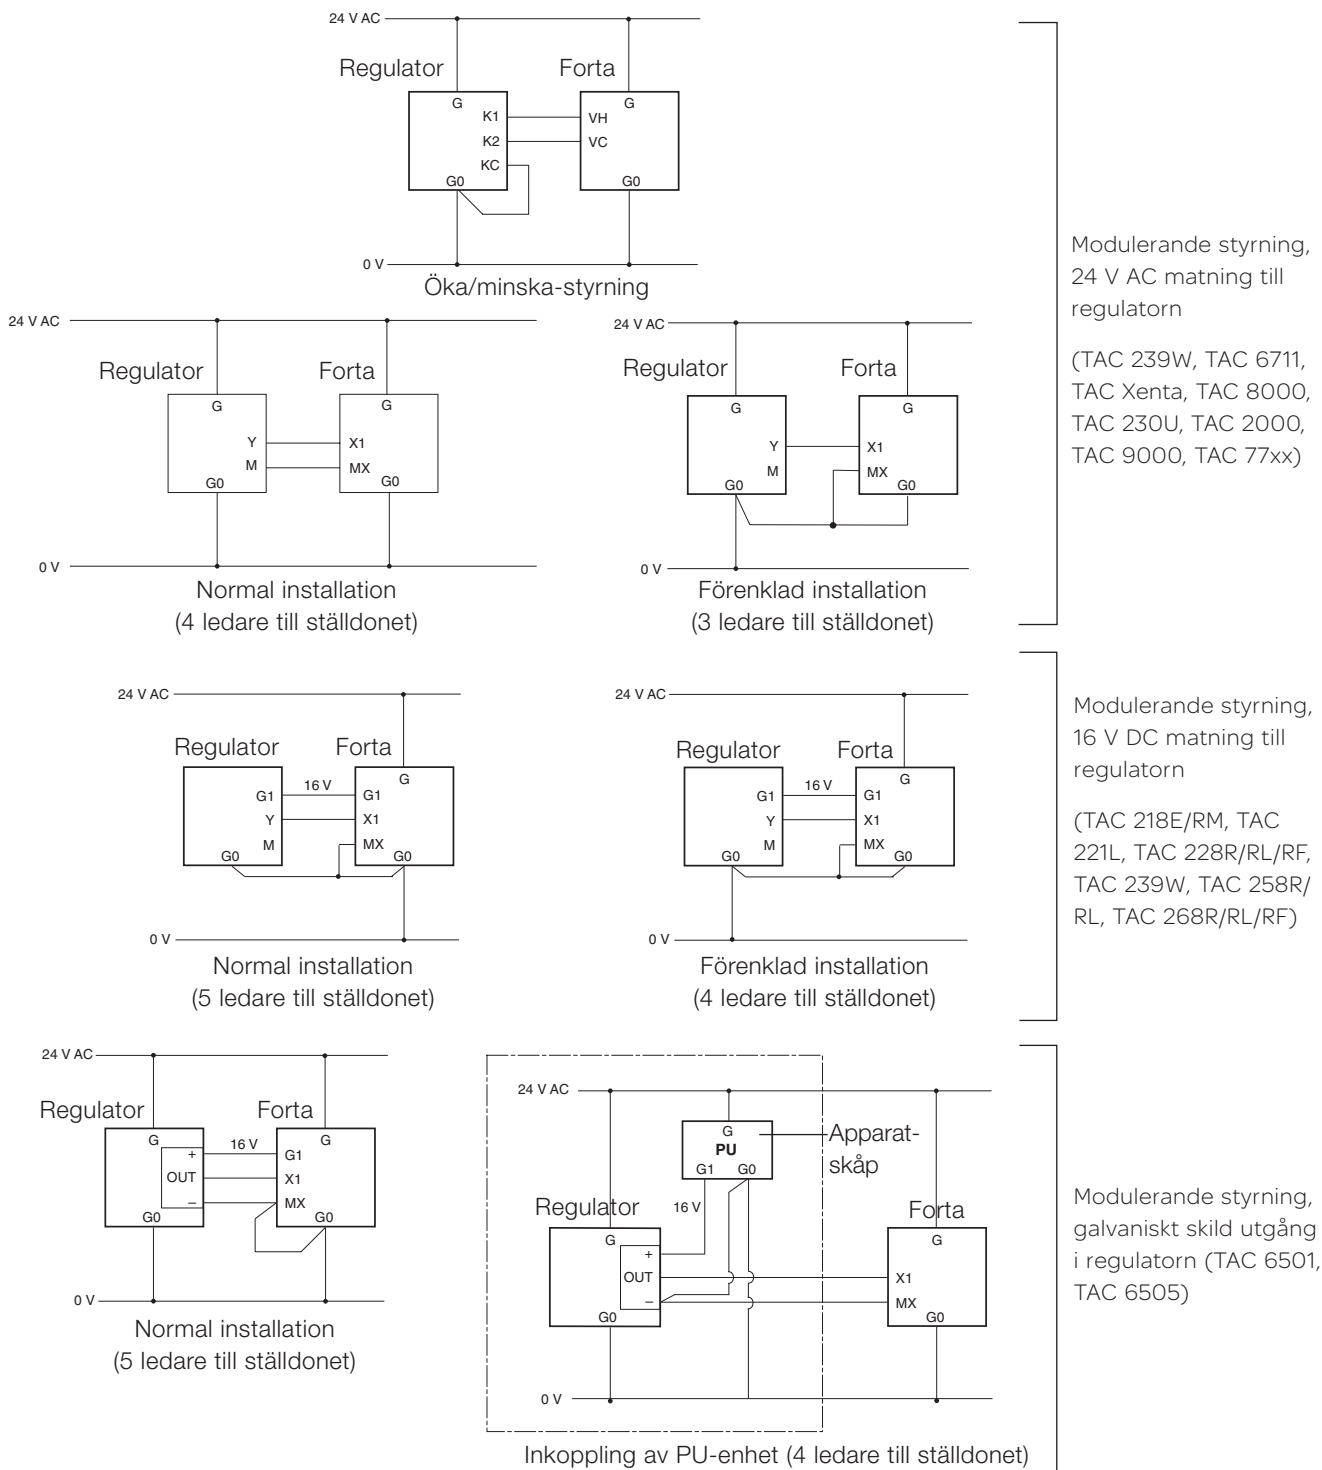 24 V AC
Regulator
Forta
G
G
K1
VH
K2
VC
KC
G0
G0
0 V
Öka/minska-styrning
24 V AC
Regulator
Forta
G
G
Y
X1
M
MX
G0
G0
0 V
Normal installation
(4 ledare till ställdonet)
24 V AC
Regulator
Forta
G
G
Y
X1
M
MX
G0
G0
0 V
Förenklad installation
(3 ledare till ställdonet)
Modulerande styrning,
24 V AC matning till
regulatorn
(TAC 239W, TAC 6711,
TAC Xenta, TAC 8000,
TAC 230U, TAC 2000,
TAC 9000, TAC 77xx)
24 V AC
Regulator
Forta
G
G1
16 V
G1
Y
X1
M
MX
G0
G0
0 V
Normal installation
(5 ledare till ställdonet)
24 V AC
Regulator
Forta
G
G1
16 V
G1
Y
X1
M
MX
G0
G0
0 V
Förenklad installation
(4 ledare till ställdonet)
Modulerande styrning,
16 V DC matning till
regulatorn
(TAC 218E/RM, TAC
221L, TAC 228R/RL/RF,
TAC 239W, TAC 258R/
RL, TAC 268R/RL/RF)
24 V AC
Regulator
Forta
G
G
+
16 V
G1
OUT
X1
–
MX
G0
G0
0 V
Normal installation
(5 ledare till ställdonet)
24 V AC
G
PU
G1 G0
Apparat-
skåp
Regulator
16 V
Forta
G
G
+
OUT
X1
–
MX
G0
G0
0 V
Inkoppling av PU-enhet (4 ledare till ställdonet)
Modulerande styrning,
galvaniskt skild utgång
i regulatorn (TAC 6501,
TAC 6505)